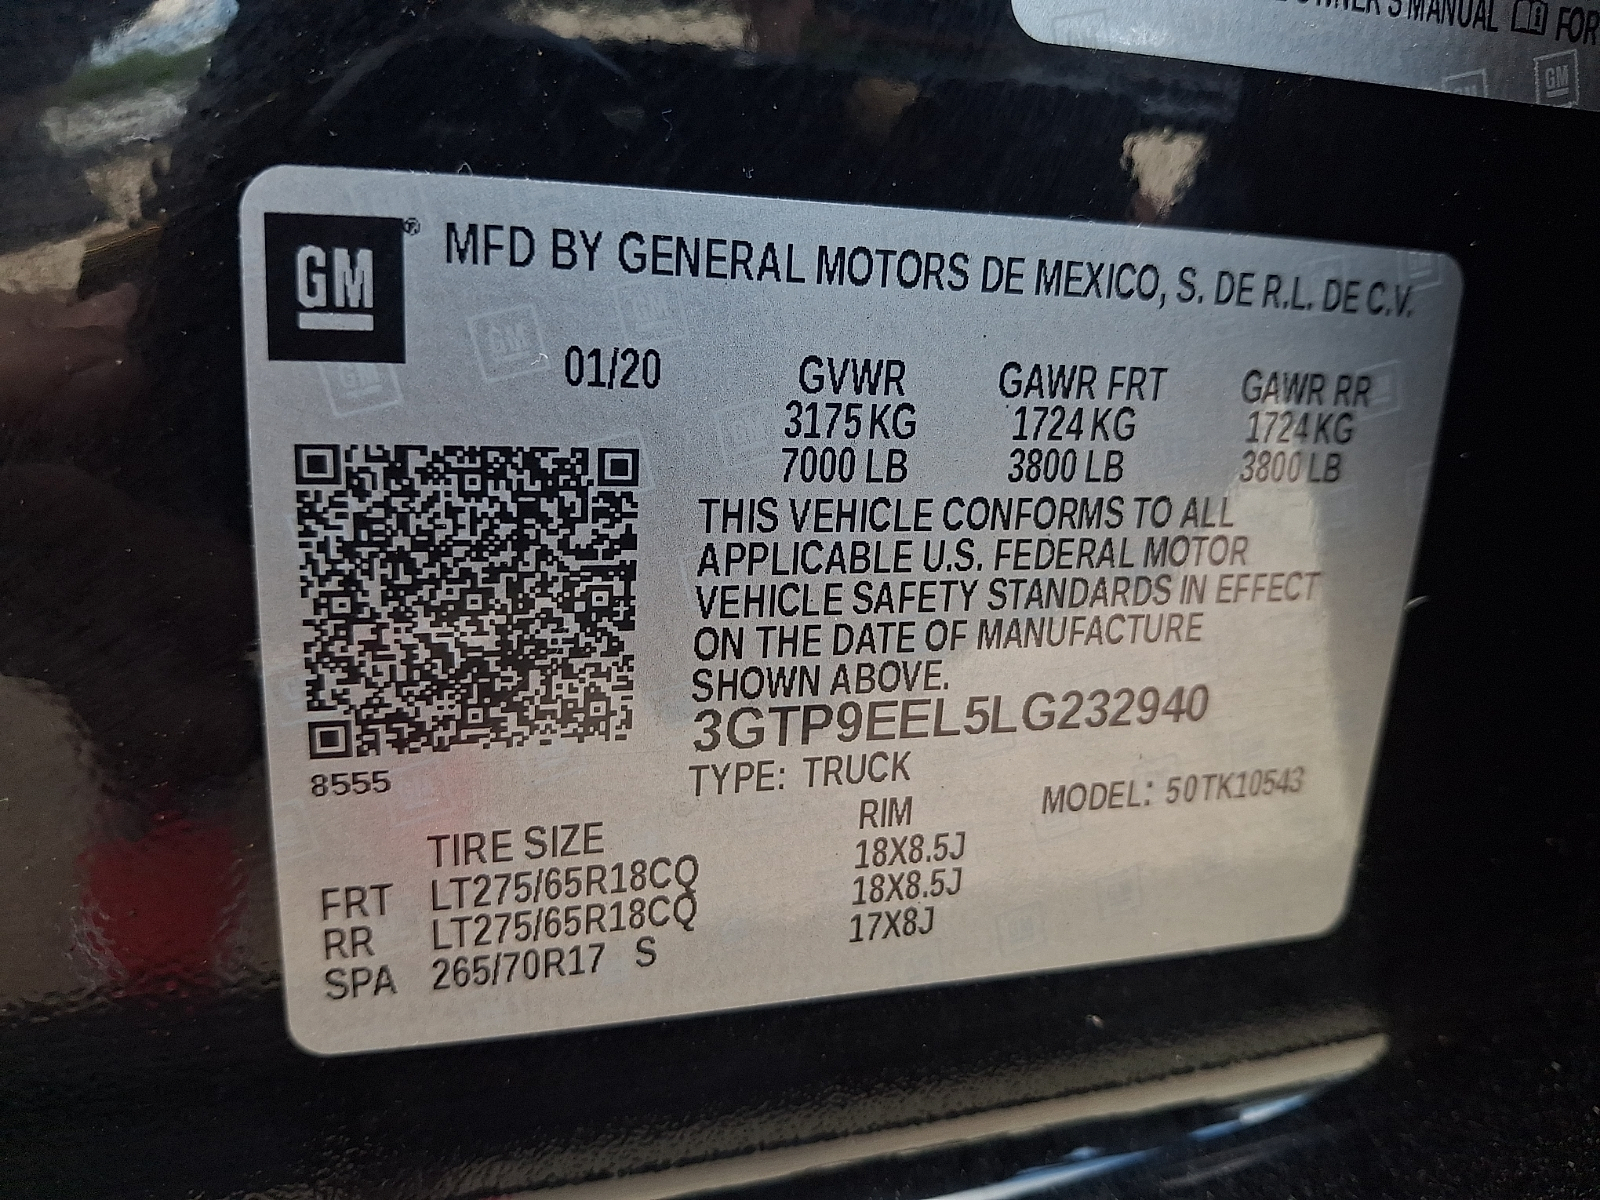 OWNER'S MANUAL FOR
GM
GM® MFD BY GENERAL MOTORS DE MEXICO, S. DE R.L. DE C.V.
01/20 GVWR GAWR FRT GAWR RR
3175 KG 1724 KG 1724 KG
7000 LB 3800 LB 3800 LB
THIS VEHICLE CONFORMS TO ALL
APPLICABLE U.S. FEDERAL MOTOR
VEHICLE SAFETY STANDARDS IN EFFECT
ON THE DATE OF MANUFACTURE
SHOWN ABOVE.
3GTP9EEL5LG232940
8555 TYPE: TRUCK MODEL: 50TK10543
TIRE SIZE RIM
FRT LT275/65R18CQ 18X8.5J
RR LT275/65R18CQ 18X8.5J
SPA 265/70R17 S 17X8J